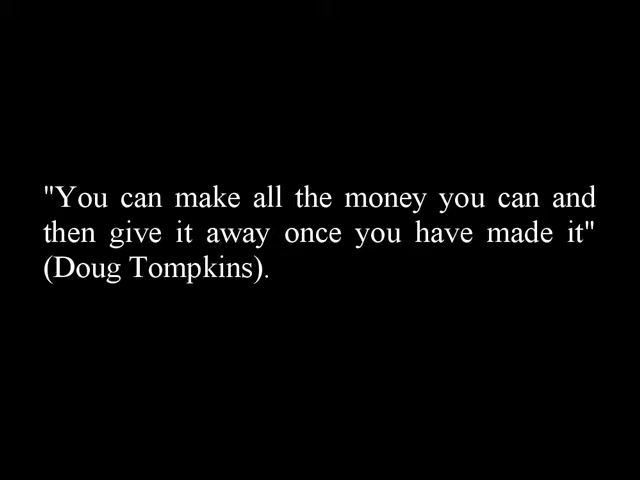 "You can make all the money you can and
then give it away once you have made it"
(Doug Tompkins).